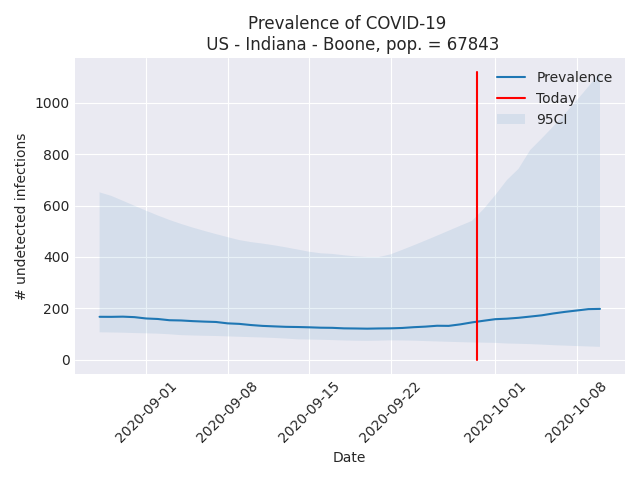 Prevalence of COVID-19
US - Indiana - Boone, pop. = 67843
Prevalence
Today
95CI
1000
800
600
400
200
0
# undetected infections
2020-09-01
2020-09-08
2020-09-15
2020-09-22
2020-10-01
2020-10-08
Date